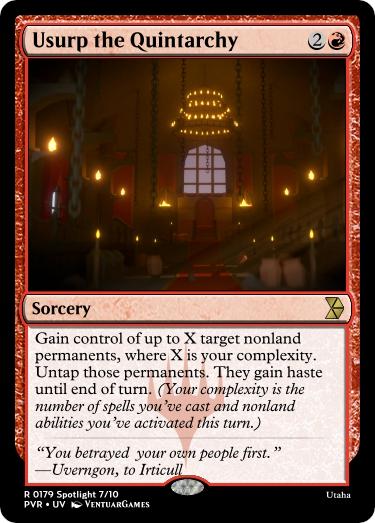 Usurp the Quintarchy 2
Sorcery
Gain control of up to X target nonland
permanents, where X is your complexity.
Untap those permanents. They gain haste
until end of turn. (Your complexity is the
number of spells you've cast and nonland
abilities you've activated this turn.)
“You betrayed  your own people first.”
—Uverngon, to Irticull
R 0179 Spotlight 7/10
PVR • UV VENTUARGAMES
Utaha